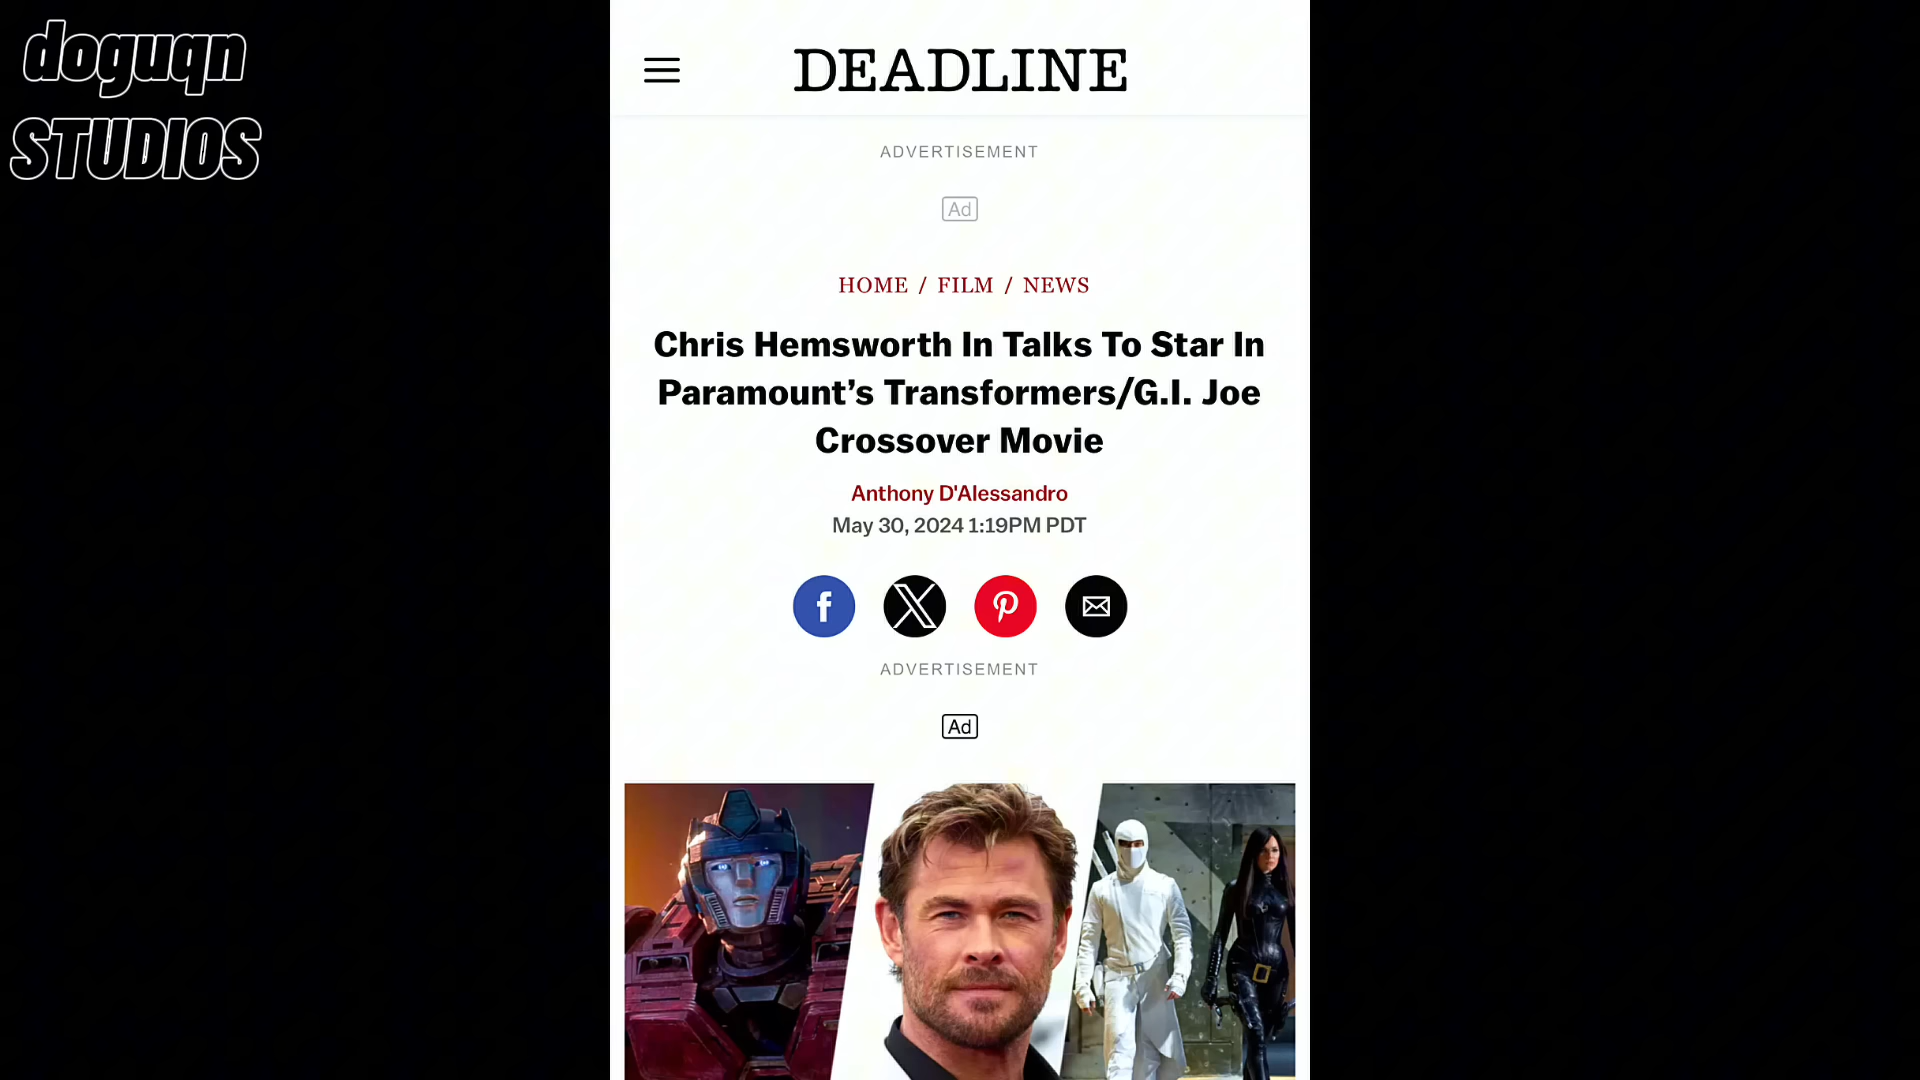 doguqn
STUDIOS
DEADLINE
ADVERTISEMENT
Ad
HOME / FILM / NEWS
Chris Hemsworth In Talks To Star In
Paramount’s Transformers/G.I. Joe
Crossover Movie
Anthony D'Alessandro
May 30, 2024 1:19PM PDT
ADVERTISEMENT
Ad